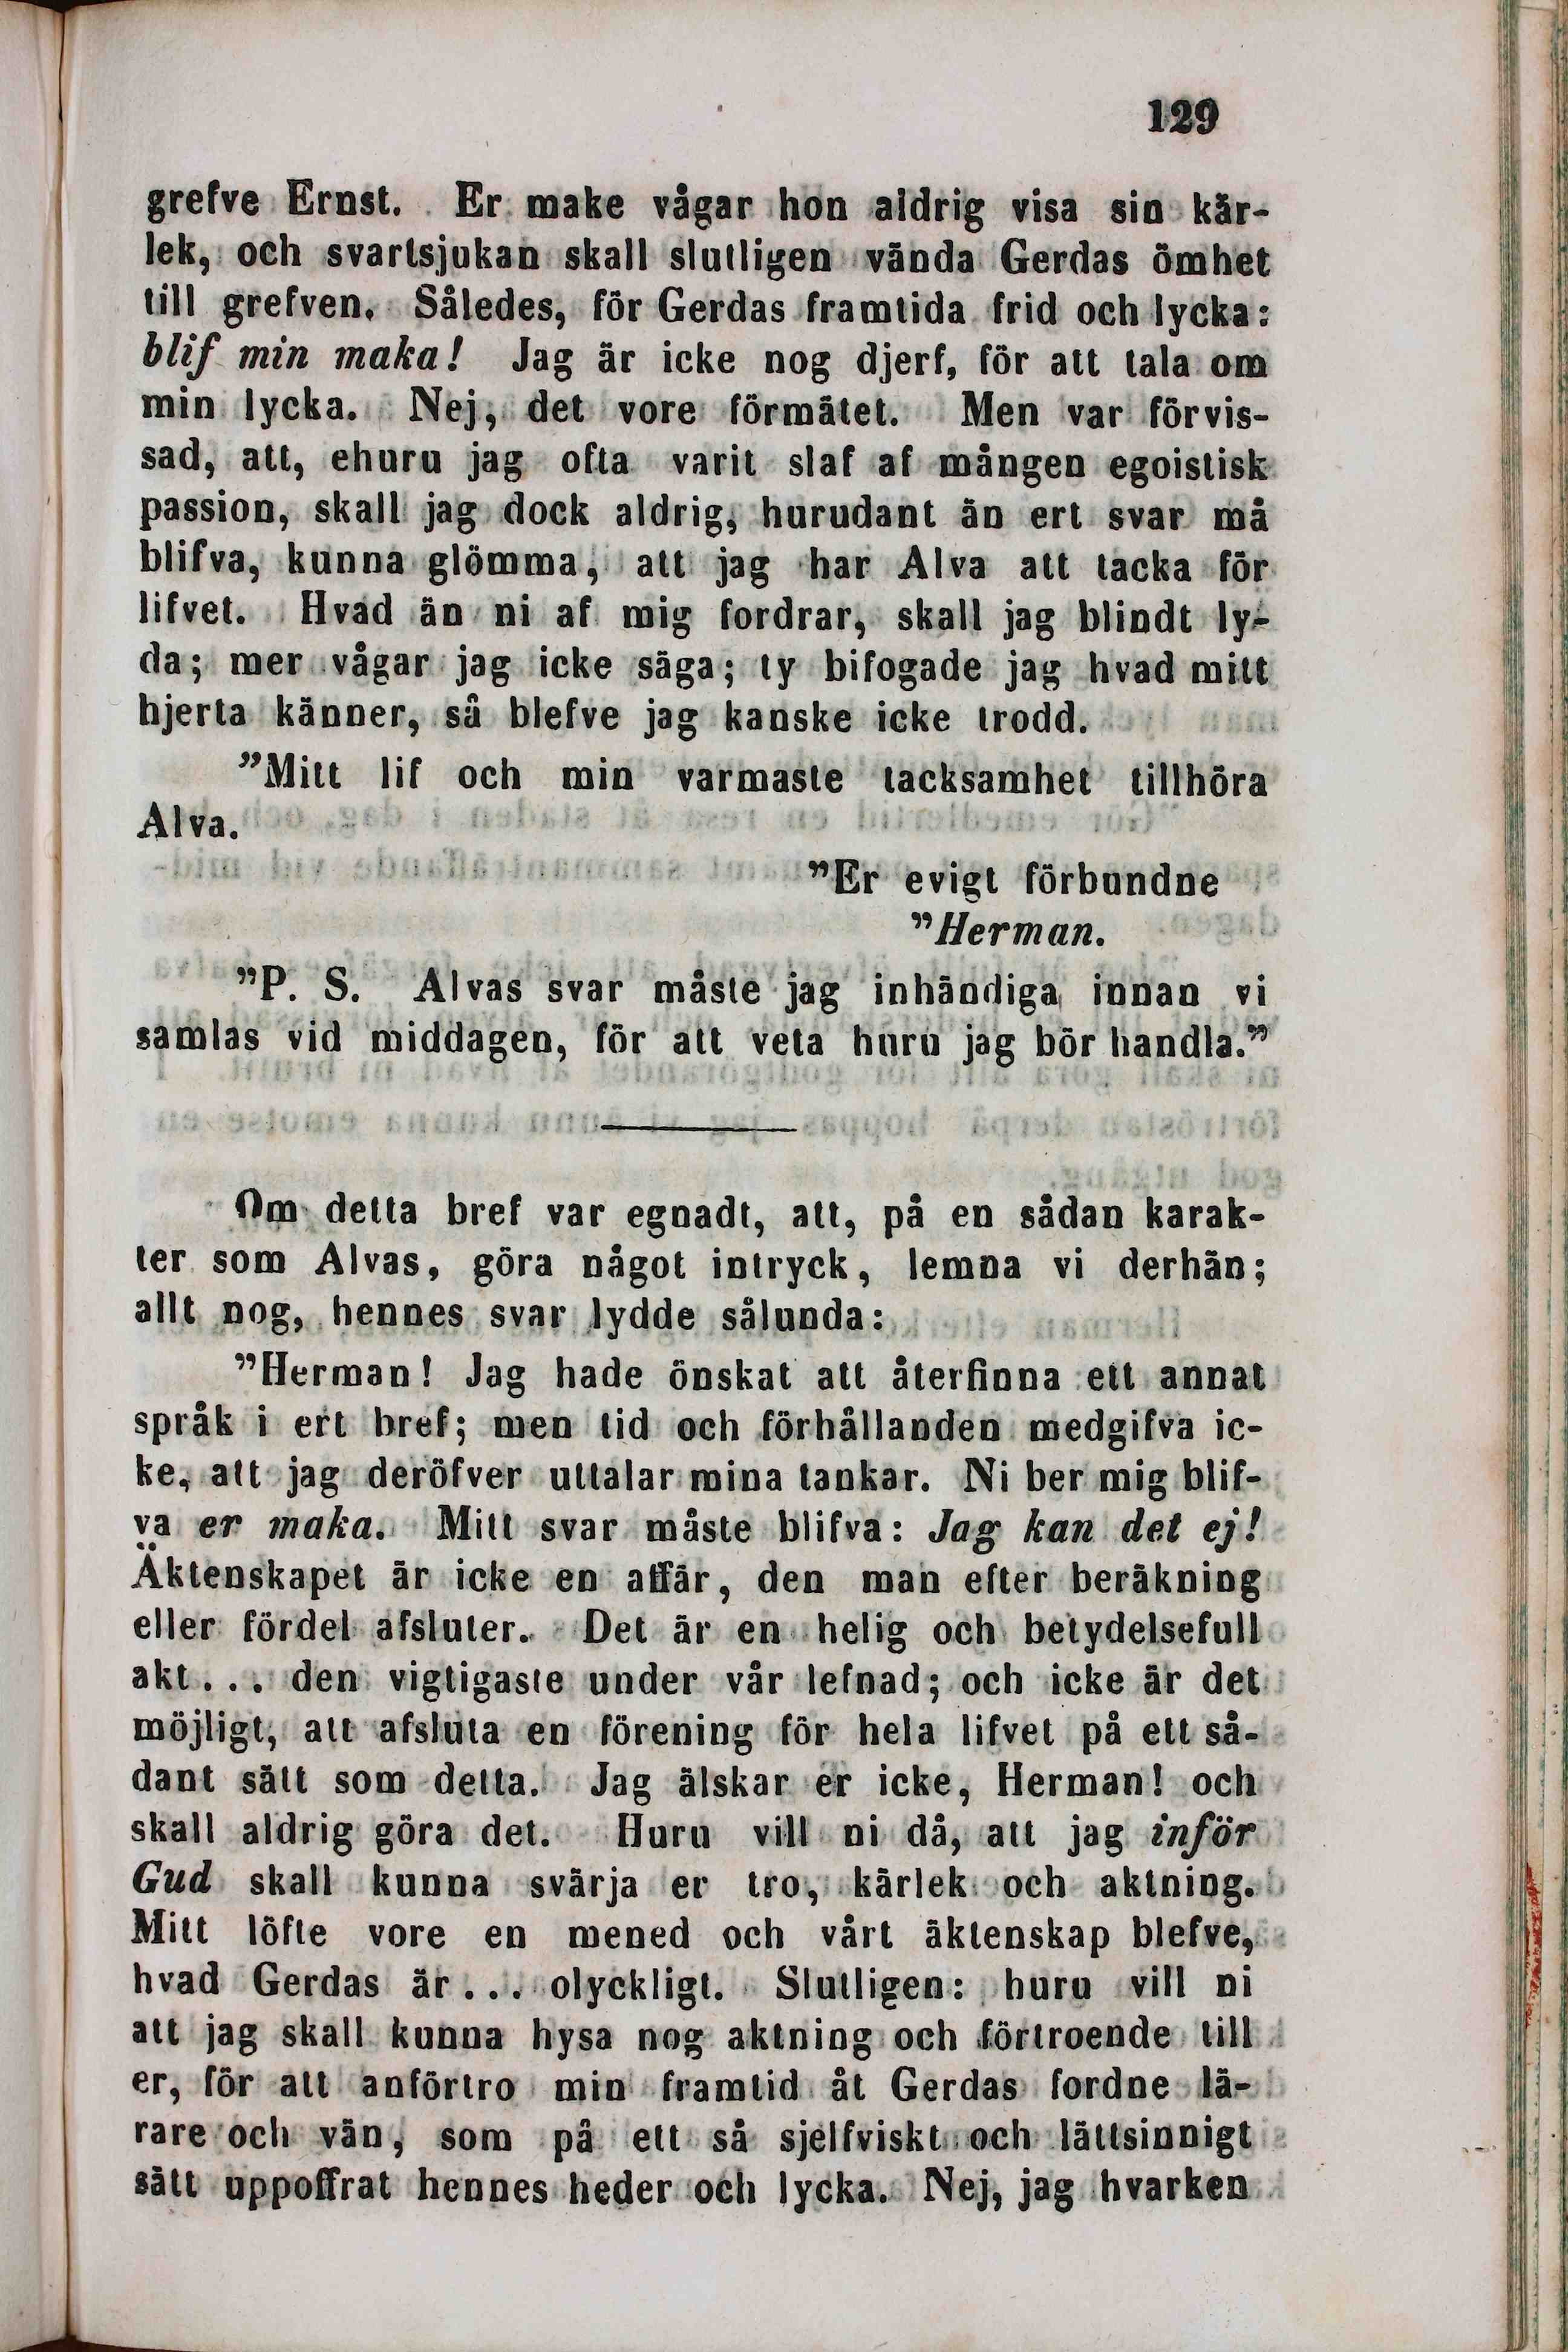 129
grefve Ernst. Er make vågar hon aldrig visa sin kär-
lek, och svartsjukan skall slutligen vända Gerdas ömhet
till grefven. Således, för Gerdas framtida frid och lycka:
blif min maka! Jag är icke nog djerf, för att tala om
min lycka. Nej, det vore förmätet. Men var förvis-
sad, att, ehuru jag ofta varit slaf af mången egoistisk
passion, skall jag dock aldrig, hurudant än ert svar må
blifva, kunna glömma, att jag har Alva att tacka för
lifvet. Hvad än ni af mig fordrar, skall jag blindt ly-
da; mer vågar jag icke säga; ty bifogade jag hvad mitt
hjerta känner, så blefve jag kanske icke trodd.
”Mitt lif och min varmaste tacksamhet tillhöra
Alva.
”Er evigt förbundne
”Herman.
”P. S. Alvas svar måste jag inhändiga innan vi
samlas vid middagen, för att veta huru jag bör handla.”
Om detta bref var egnadt, att, på en sådan karak-
ter som Alvas, göra något intryck, lemna vi derhän;
allt nog, hennes svar lydde sålunda:
”Herman! Jag hade önskat att återfinna ett annat
språk i ert bref; men tid och förhållanden medgifva ic-
ke, att jag deröfver uttalar mina tankar. Ni ber mig blif-
va er maka. Mitt svar måste blifva: Jag kan det ej!
Äktenskapet är icke en affär, den man efter beräkning
eller fördel afsluter. Det är en helig och betydelsefull
akt... den vigtigaste under vår lefnad; och icke är det
möjligt, att afsluta en förening för hela lifvet på ett så-
dant sätt som detta. Jag älskar er icke, Herman! och
skall aldrig göra det. Huru vill ni då, att jag inför
Gud skall kunna svärja er tro, kärlek och aktning.
Mitt löfte vore en mened och vårt äktenskap blefve,
hvad Gerdas är... olyckligt. Slutligen: huru vill ni
att jag skall kunna hysa nog aktning och förtroende till
er, för att anförtro min framtid åt Gerdas fordne lä-
rare och vän, som på ett så sjelfviskt och lättsinnigt
sätt uppoffrat hennes heder och lycka. Nej, jag hvarken